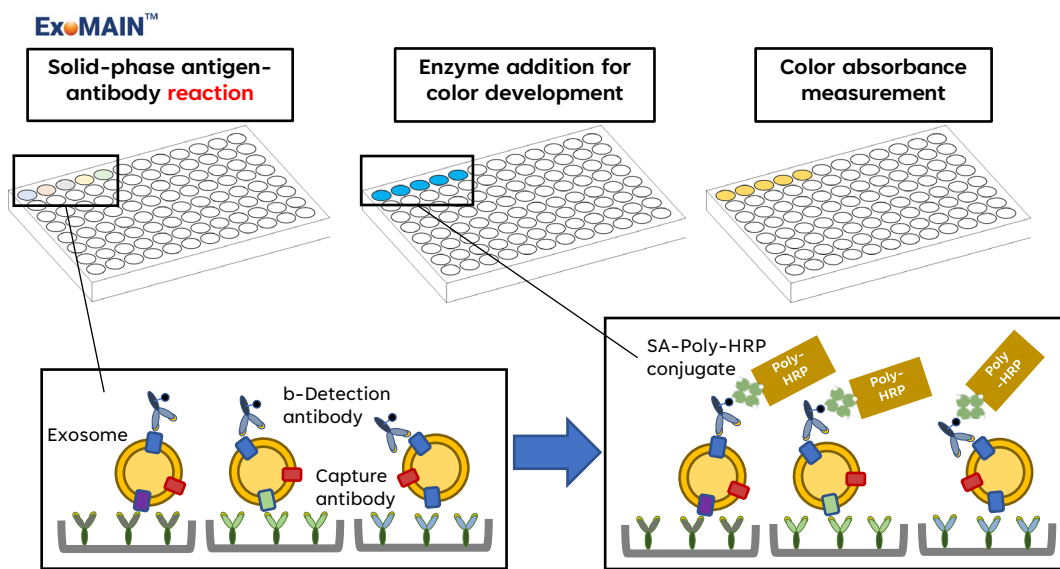 ExoMAIN™
Solid-phase antigen-
antibody reaction
Enzyme addition for
color development
Color absorbance
measurement
Exosome
b-Detection
antibody
Capture
antibody
SA-Poly-HRP
conjugate
Poly-
HRP
Poly-
HRP
Poly
-HRP